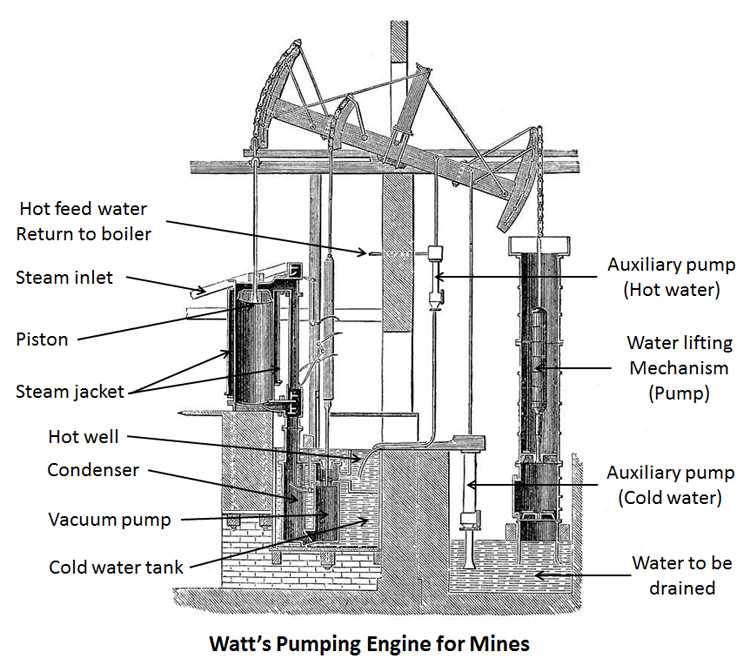 Hot feed water
Return to boiler
Steam inlet
Piston
Steam jacket
Hot well
Condenser
Vacuum pump
Cold water tank
Auxiliary pump
(Hot water)
Water lifting
Mechanism
(Pump)
Auxiliary pump
(Cold water)
Water to be
drained
Watt's Pumping Engine for Mines